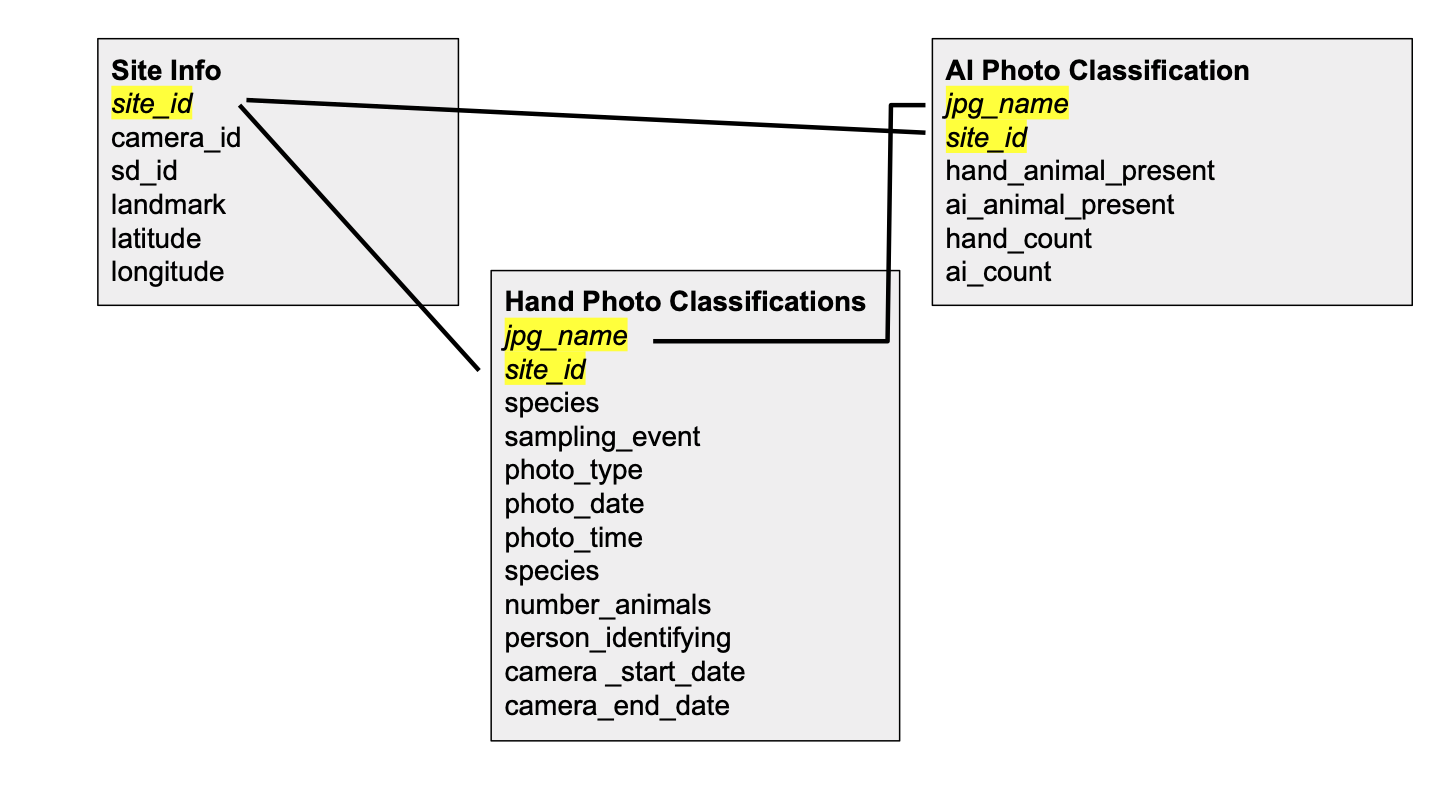 Site Info
site_id
camera_id
sd_id
landmark
latitude
longitude
AI Photo Classification
jpg_name
site_id
hand_animal_present
ai_animal_present
hand_count
ai_count
Hand Photo Classifications
jpg_name
site_id
species
sampling_event
photo_type
photo_date
photo_time
species
number_animals
person_identifying
camera _start_date
camera_end_date